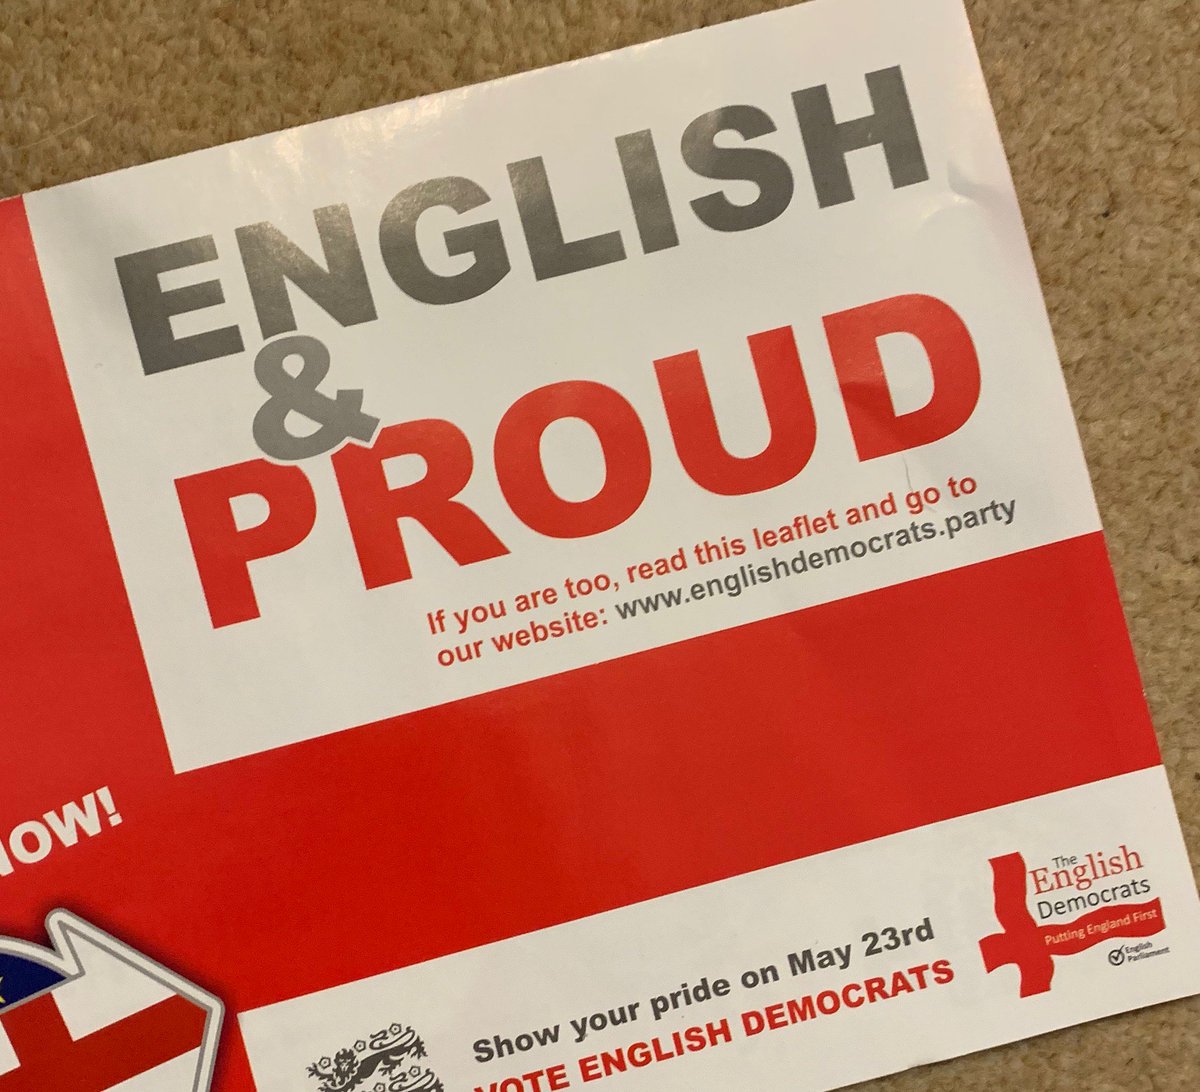 ENGLISH
&
PROUD
If you are too, read this leaflet and go to
our website: www.englishdemocrats.party
Show your pride on May 23rd
VOTE ENGLISH DEMOCRATS
The
English
Democrats
Putting England First
English
Parliament